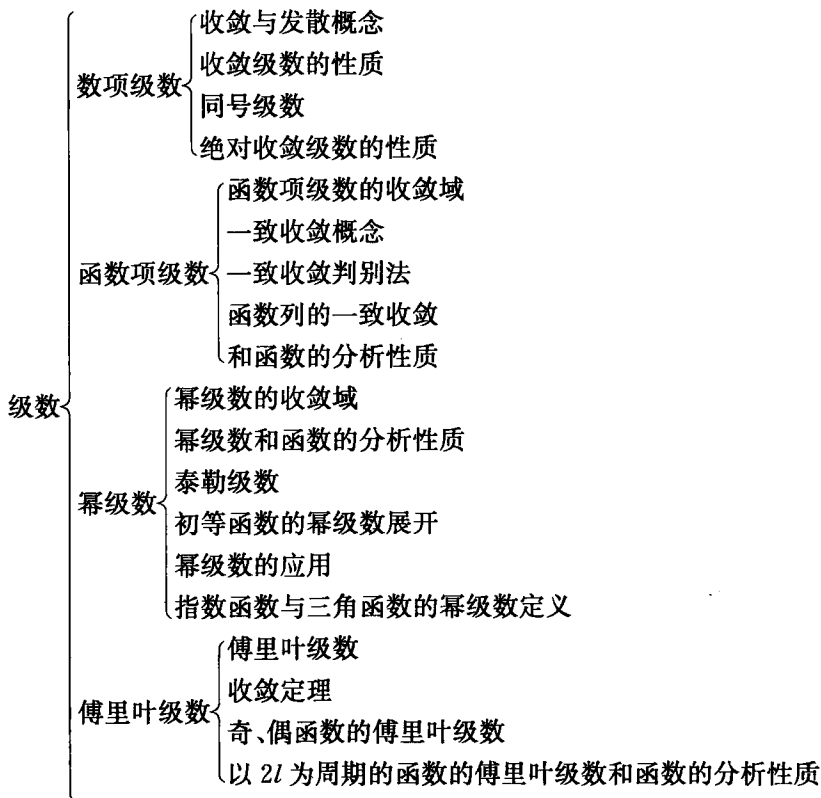 收敛与发散概念
收敛级数的性质
数项级数
同号级数
绝对收敛级数的性质
函数项级数的收敛域
一致收敛概念
函数项级数
一致收敛判别法
函数列的一致收敛
和函数的分析性质
级数
幂级数的收敛域
幂级数和函数的分析性质
泰勒级数
幂级数
初等函数的幂级数展开
幂级数的应用
指数函数与三角函数的幂级数定义
傅里叶级数
收敛定理
傅里叶级数
奇、偶函数的傅里叶级数
以 2l 为周期的函数的傅里叶级数和函数的分析性质